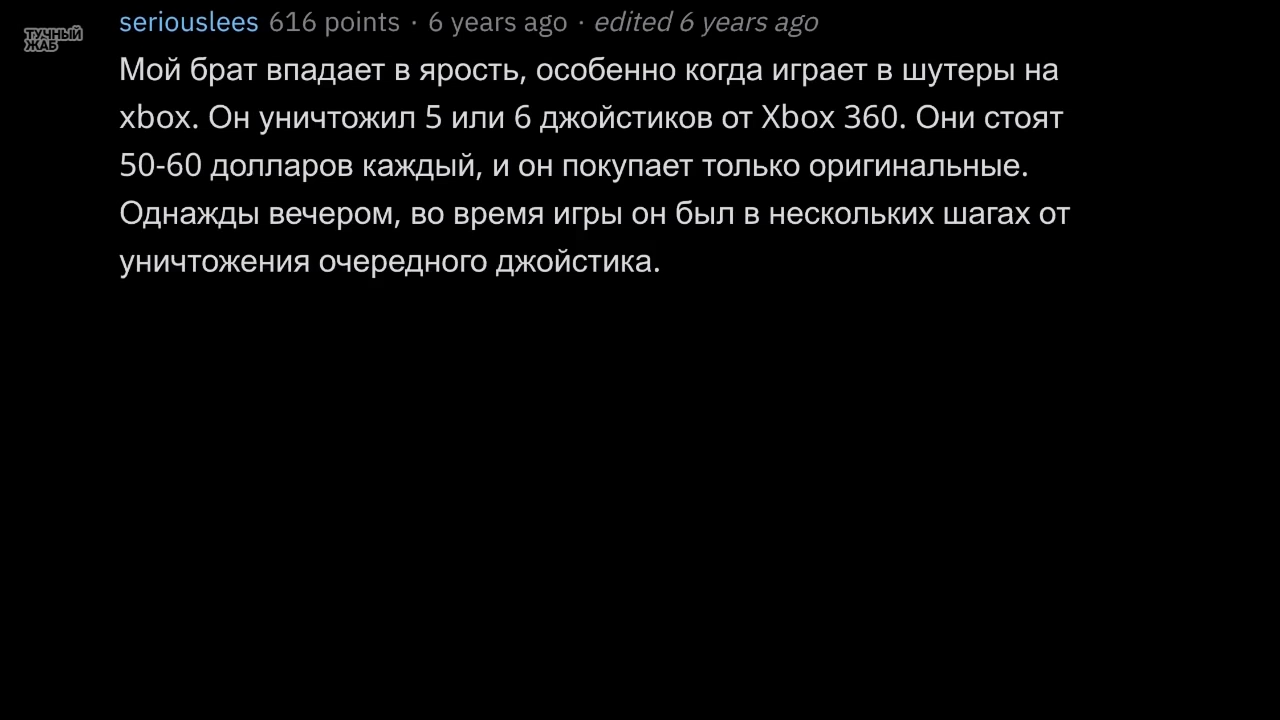 ТУЧНЫЙ
ЖАБ
seriouslees 616 points · 6 years ago · edited 6 years ago
Мой брат впадает в ярость, особенно когда играет в шутеры на
xbox. Он уничтожил 5 или 6 джойстиков от Xbox 360. Они стоят
50-60 долларов каждый, и он покупает только оригинальные.
Однажды вечером, во время игры он был в нескольких шагах от
уничтожения очередного джойстика.